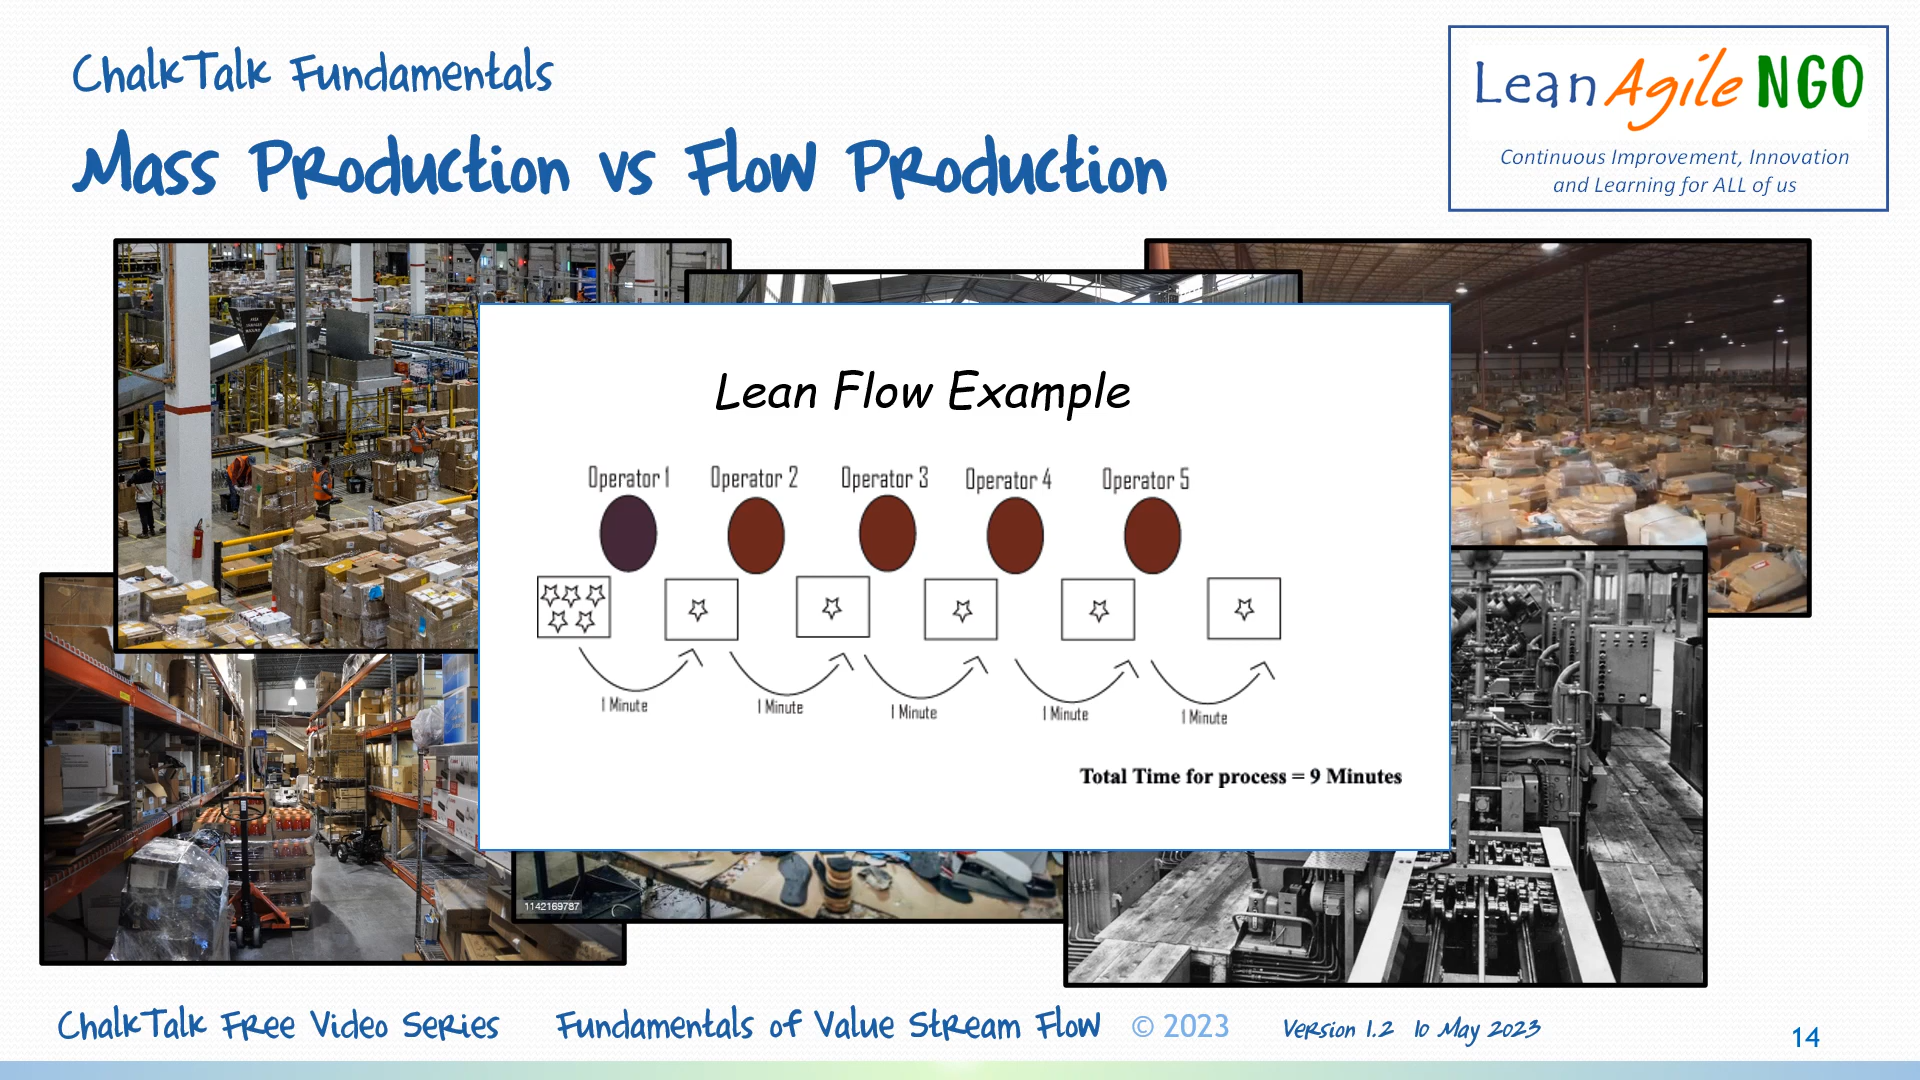 ChalkTalk Fundamentals
Mass Production vs Flow Production
Lean Agile NGO
Continuous Improvement, Innovation
and Learning for ALL of us
Lean Flow Example
Operator 1 Operator 2 Operator 3 Operator 4 Operator 5
1 Minute 1 Minute 1 Minute 1 Minute 1 Minute
Total Time for process = 9 Minutes
1142169787
ChalkTalk Free Video Series Fundamentals of Value Stream Flow © 2023 Version 1.2 10 May 2023
14